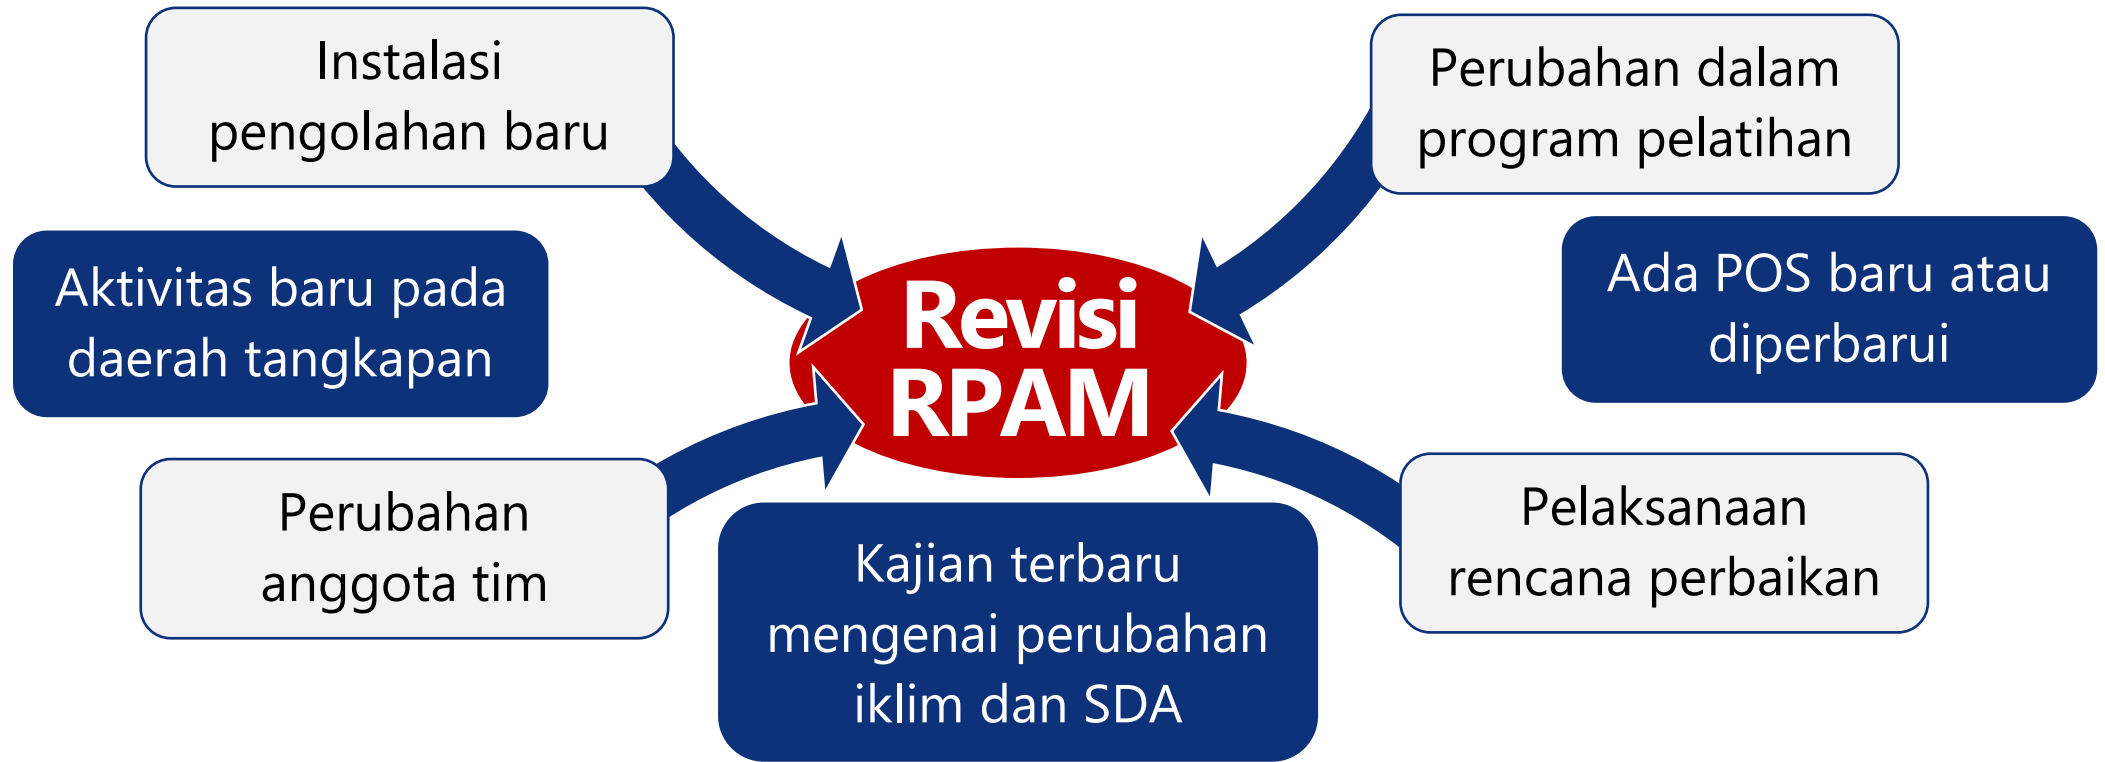 Instalasi
pengolahan baru
Perubahan dalam
program pelatihan
Aktivitas baru pada
daerah tangkapan
Revisi
RPAM
Ada POS baru atau
diperbarui
Perubahan
anggota tim
Kajian terbaru
mengenai perubahan
iklim dan SDA
Pelaksanaan
rencana perbaikan